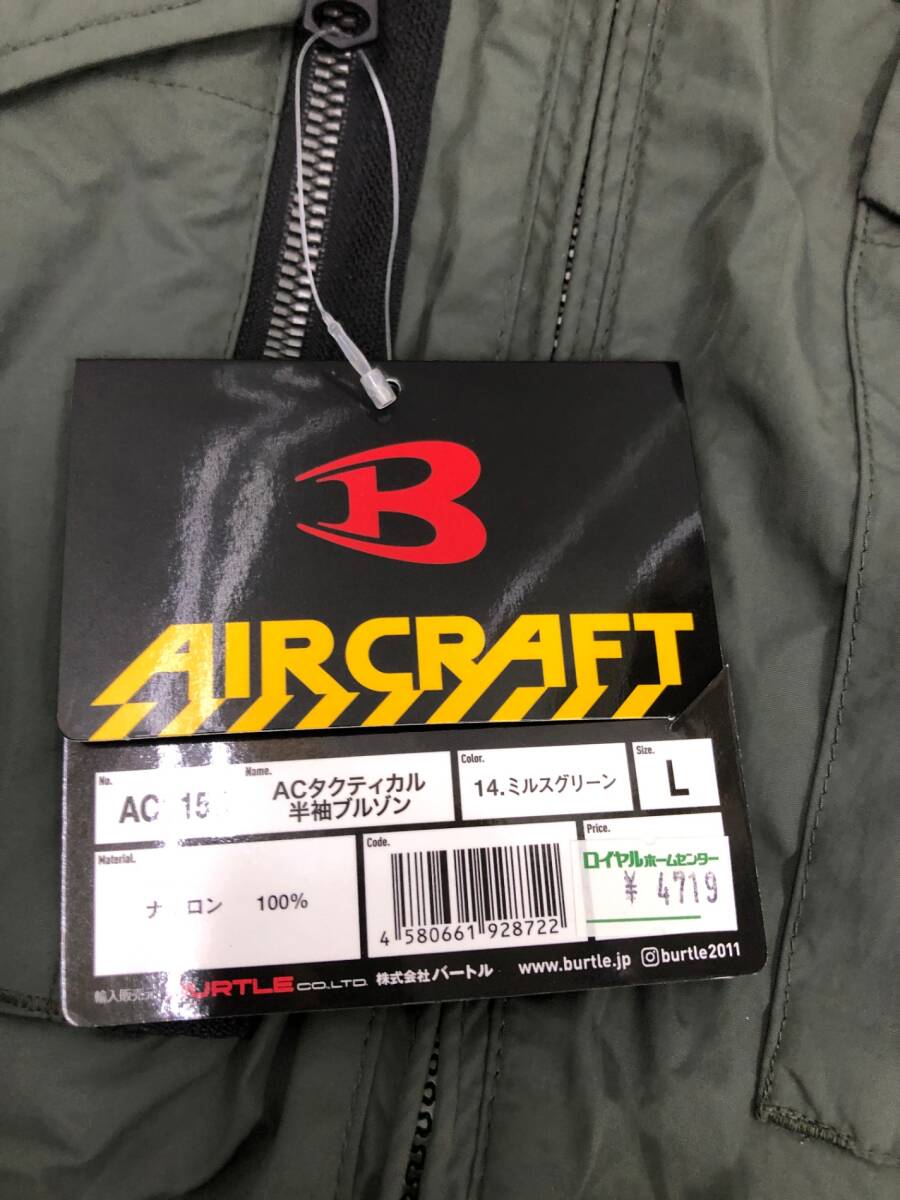 AIRCRAFT
No.
AC 15
Name.
ACタクティカル
半袖ブルゾン
Color.
14.ミルスグリーン
Size.
L
Material.
100%
Code.
4 580661 928722
Price.
ロイヤルホームセンター
¥ 4719
BURTLE CO.,LTD. 株式会社バートル www.burtle.jp burtle2011